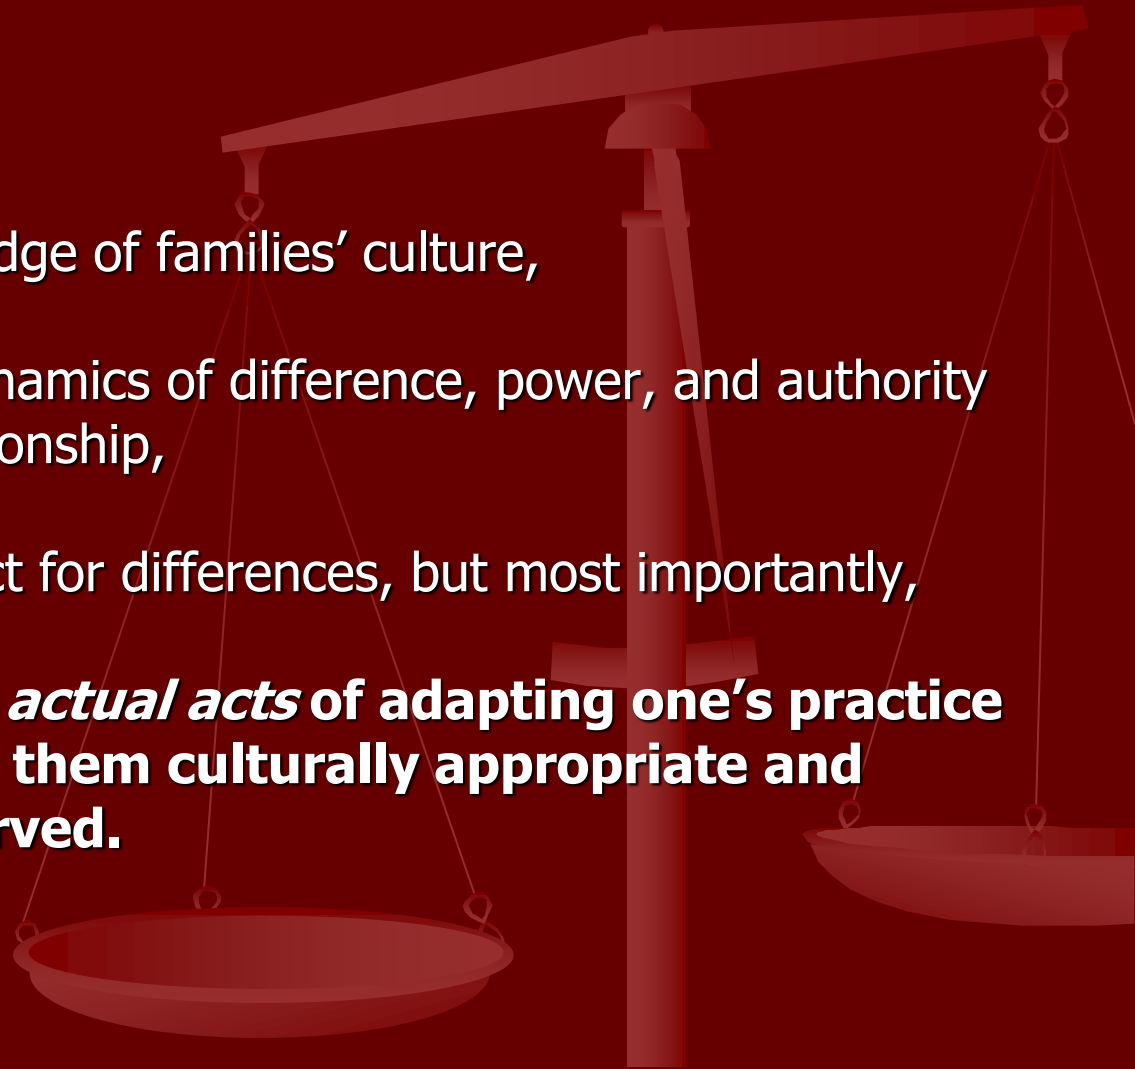 dge of families’ culture,
namics of difference, power, and authority
onship,
ct for differences, but most importantly,
actual acts of adapting one’s practice
them culturally appropriate and
rved.